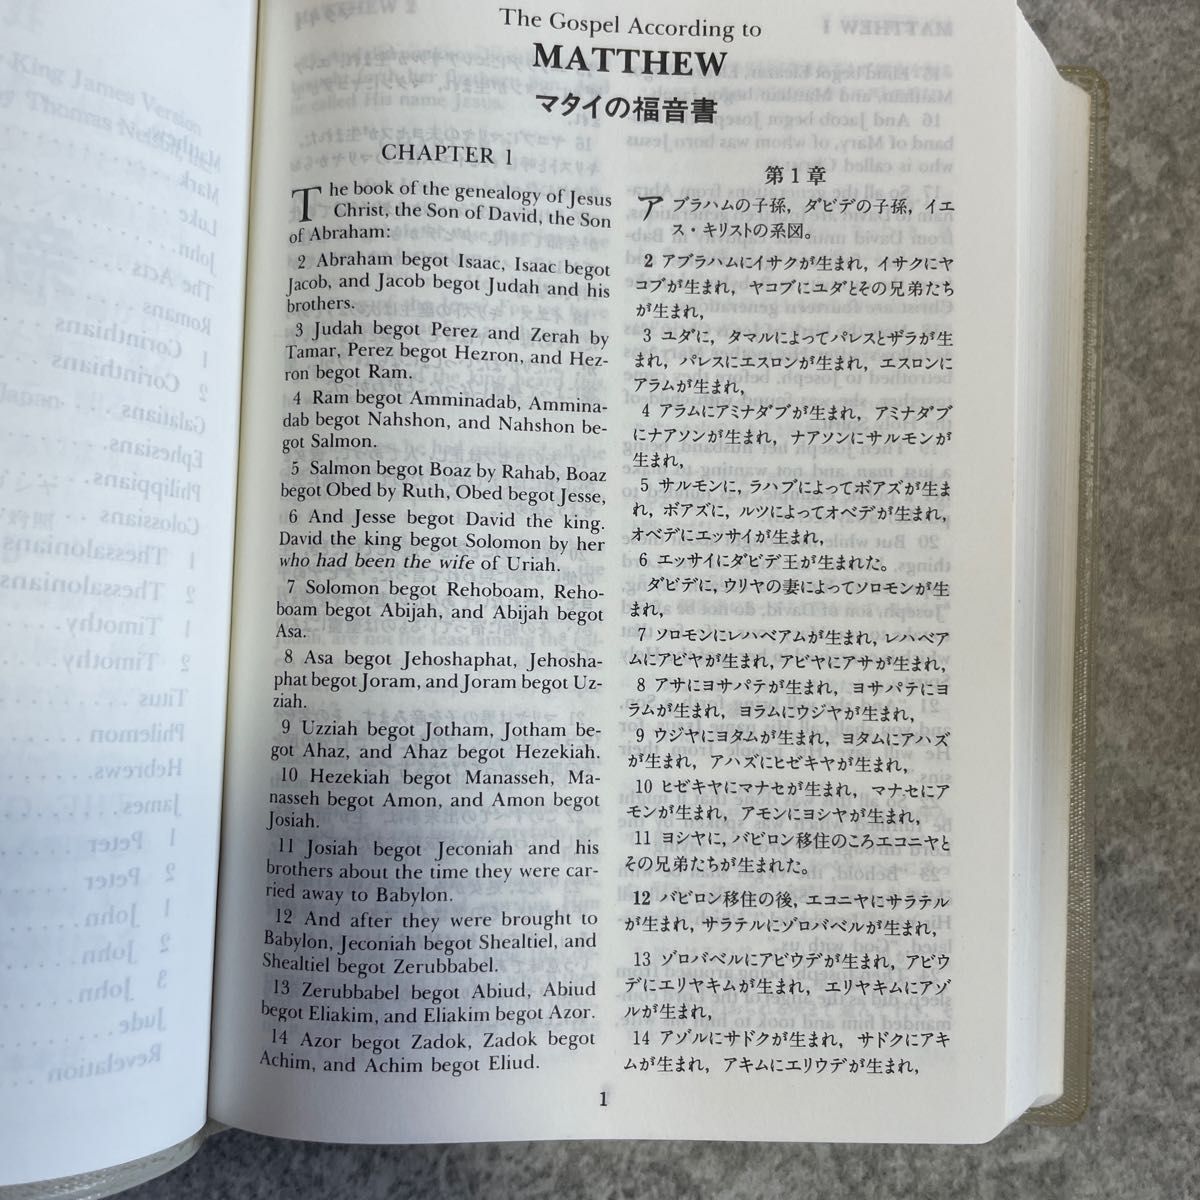 The Gospel According to
MATTHEW
マタイの福音書
CHAPTER 1
The book of the genealogy of Jesus
Christ, the Son of David, the Son
of Abraham:
2 Abraham begot Isaac, Isaac begot
Jacob, and Jacob begot Judah and his
brothers.
3 Judah begot Perez and Zerah by
Tamar, Perez begot Hezron, and Hez-
ron begot Ram.
4 Ram begot Amminadab, Ammina-
dab begot Nahshon, and Nahshon be-
got Salmon.
5 Salmon begot Boaz by Rahab, Boaz
begot Obed by Ruth, Obed begot Jesse,
6 And Jesse begot David the king.
David the king begot Solomon by her
who had been the wife of Uriah.
7 Solomon begot Rehoboam, Reho-
boam begot Abijah, and Abijah begot
Asa.
8 Asa begot Jehoshaphat, Jehosha-
phat begot Joram, and Joram begot Uz-
ziah.
9 Uzziah begot Jotham, Jotham be-
got Ahaz, and Ahaz begot Hezekiah.
10 Hezekiah begot Manasseh, Ma-
nasseh begot Amon, and Amon begot
Josiah.
11 Josiah begot Jeconiah and his
brothers about the time they were car-
ried away to Babylon.
12 And after they were brought to
Babylon, Jeconiah begot Shealtiel, and
Shealtiel begot Zerubbabel.
13 Zerubbabel begot Abiud, Abiud
begot Eliakim, and Eliakim begot Azor.
14 Azor begot Zadok, Zadok begot
Achim, and Achim begot Eliud.
第1章
アブラハムの子孫，ダビデの子孫，イエ
ス・キリストの系図。
2 アブラハムにイサクが生まれ，イサクにヤ
コブが生まれ，ヤコブにユダとその兄弟たち
が生まれ，
3 ユダに，タマルによってパレスとザラが生
まれ，パレスにエスロンが生まれ，エスロンに
アラムが生まれ，
4 アラムにアミナダブが生まれ，アミナダブ
にナアソンが生まれ，ナアソンにサルモンが
生まれ，
5 サルモンに，ラハブによってボアズが生ま
れ，ボアズに，ルツによってオベデが生まれ，
オベデにエッサイが生まれ，
6 エッサイにダビデ王が生まれた。
ダビデに，ウリヤの妻によってソロモンが生
まれ，
7 ソロモンにレハベアムが生まれ，レハベア
ムにアビヤが生まれ，アビヤにアサが生まれ，
8 アサにヨサパテが生まれ，ヨサパテにヨ
ラムが生まれ，ヨラムにウジヤが生まれ，
9 ウジヤにヨタムが生まれ，ヨタムにアハズ
が生まれ，アハズにヒゼキヤが生まれ，
10 ヒゼキヤにマナセが生まれ，マナセにア
モンが生まれ，アモンにヨシヤが生まれ，
11 ヨシヤに，バビロン移住のころエコニヤと
その兄弟たちが生まれた。
12 バビロン移住の後，エコニヤにサラテル
が生まれ，サラテルにゾロバベルが生まれ，
13 ゾロバベルにアビウデが生まれ，アビウ
デにエリヤキムが生まれ，エリヤキムにアゾ
ルが生まれ，
14 アゾルにサドクが生まれ，サドクにアキ
ムが生まれ，アキムにエリウデが生まれ，
1